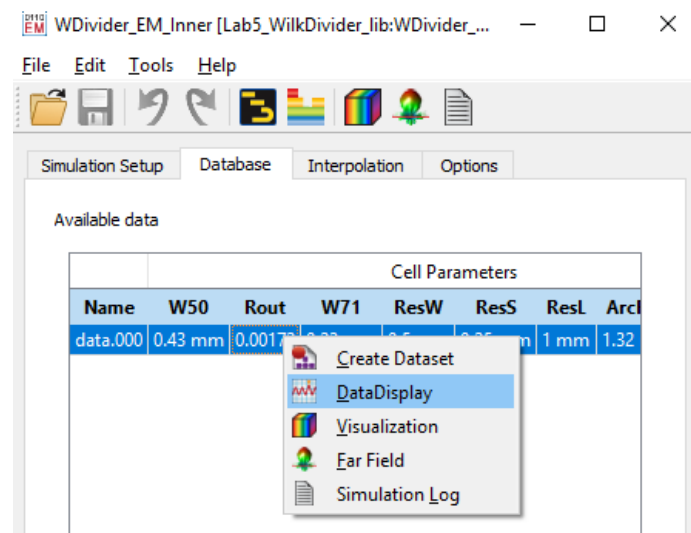 WDivider_EM_Inner [Lab5_WilkDivider_lib:WDivider_...
File Edit Tools Help
Simulation Setup Database Interpolation Options
Available data
Cell Parameters
Name W50 Rout W71 ResW ResS ResL
data.000 0.43 mm 1 mm 1.32
Create Dataset
DataDisplay
Visualization
Far Field
Simulation Log